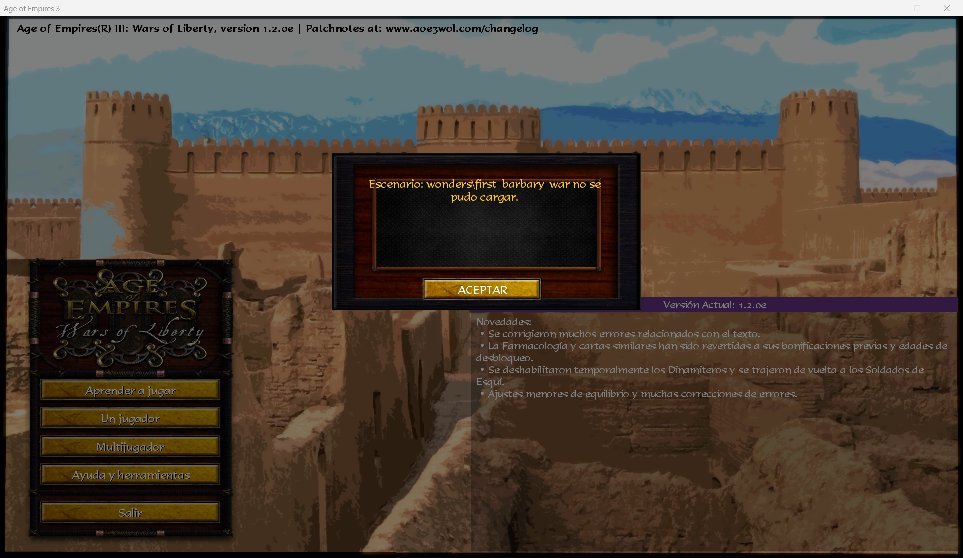 Age of Empires 3
Age of Empires(R) III: Wars of Liberty, version 1.2.0e | Patchnotes at: www.aoe3wol.com/changelog
Escenario: wonders\first barbary war no se
pudo cargar.
ACEPTAR
AGE
of
EMPIRES
Wars of Liberty
Aprender a jugar
Un jugador
Multijugador
Ayuda y herramientas
Salir
Versión Actual: 1.2.0e
Novedades:
• Se corrigieron muchos errores relacionados con el texto.
• La Farmacología y cartas similares han sido revertidas a sus bonificaciones previas y edades de
desbloqueo.
• Se deshabilitaron temporalmente los Dinamiteros y se trajeron de vuelta a los Soldados de
Esquí.
• Ajustes menores de equilibrio y muchas correcciones de errores.